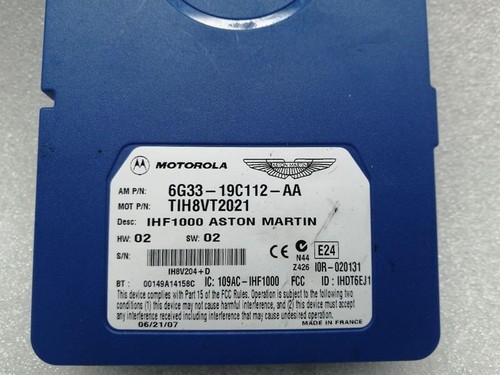 MOTOROLA ASTON MARTIN
AM P/N: 6G33-19C112-AA
MOT P/N: TIH8VT2021
Desc: IHF1000 ASTON MARTIN
HW: 02 SW: 02 CE N44 E24
S/N: Z426 I0R-020131
IH8V204+D
BT: 00149A14158C IC: 109AC-IHF1000 FCC ID: IHDT6EJ1
This device complies with Part 15 of the FCC Rules. Operation is subject to the following two
conditions (1) this device may not cause harmful interference, and (2) this device must
accept any interference received, including interference that may cause undesired operation
06/21/07 MADE IN FRANCE